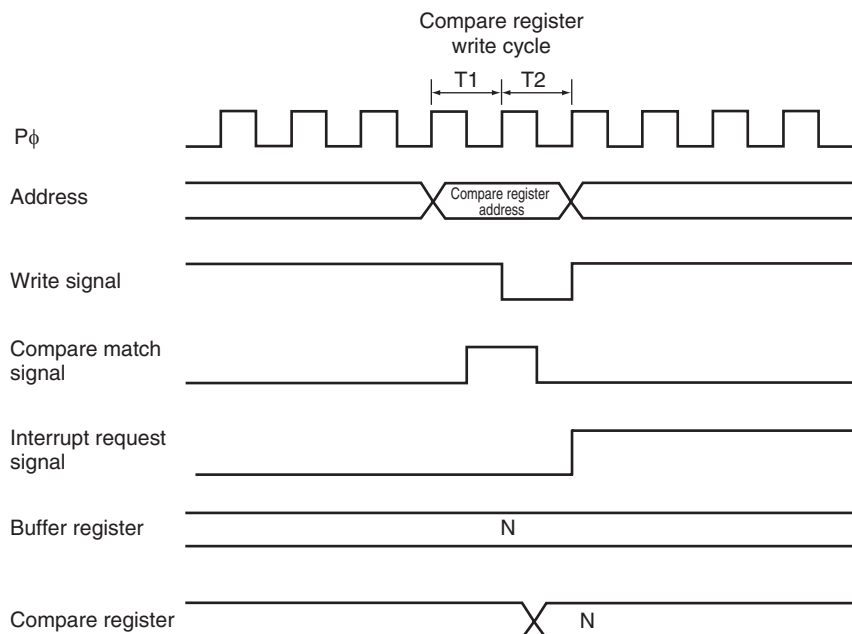 Compare register
write cycle
T1 T2
Pϕ
Address
Compare register
address
Write signal
Compare match
signal
Interrupt request
signal
Buffer register
N
Compare register
N